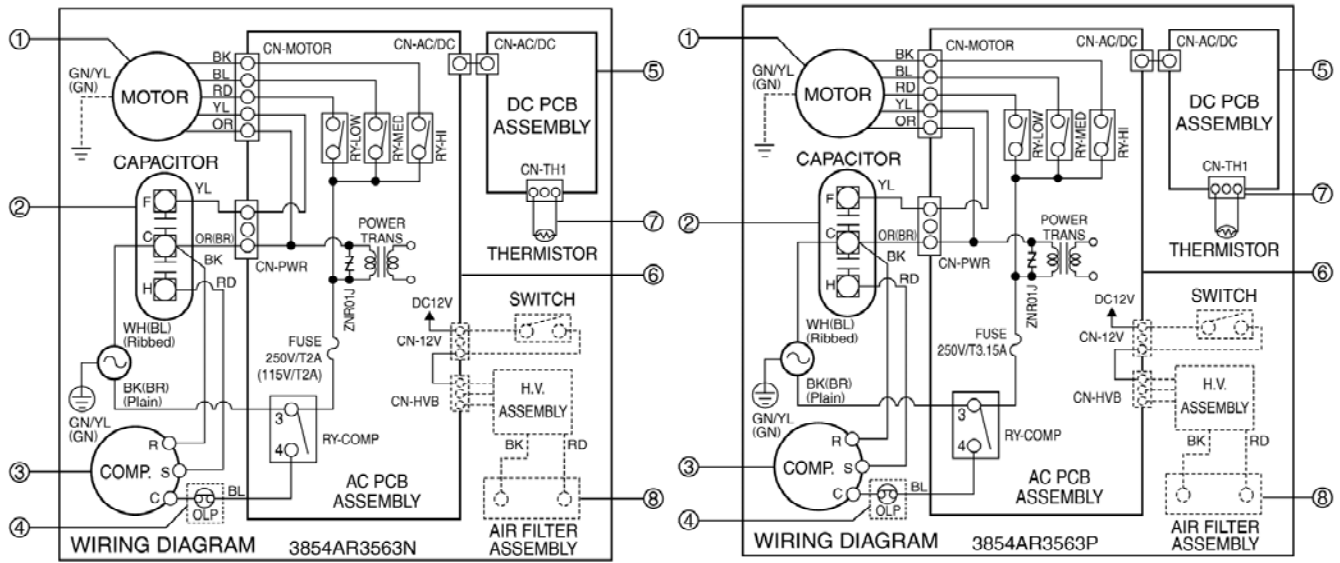 ①
CN-MOTOR
CN-AC/DC
CN-AC/DC
BK
GN/YL
(GN)
BL
RD
MOTOR
YL
OR
⑤
DC PCB
ASSEMBLY
RY-LOW
RY-MED
RY-HI
CAPACITOR
CN-TH1
YL
②
F
C
H
OR(BR)
BK
RD
CN-PWR
POWER
TRANS
⑦
THERMISTOR
⑥
ZNR01J
DC12V
SWITCH
CN-12V
WH(BL)
(Ribbed)
FUSE
250V/T2A
(115V/T2A)
H.V.
ASSEMBLY
CN-HVB
BK(BR)
(Plain)
GN/YL
(GN)
3
4
RY-COMP
BK
RD
③
COMP.
R
S
C
BL
OLP
④
AC PCB
ASSEMBLY
⑧
AIR FILTER
ASSEMBLY
WIRING DIAGRAM
3854AR3563N
①
CN-MOTOR
CN-AC/DC
CN-AC/DC
BK
GN/YL
(GN)
BL
RD
MOTOR
YL
OR
⑤
DC PCB
ASSEMBLY
RY-LOW
RY-MED
RY-HI
CAPACITOR
CN-TH1
YL
②
F
C
H
OR(BR)
BK
RD
CN-PWR
POWER
TRANS
⑦
THERMISTOR
⑥
ZNR01J
DC12V
SWITCH
CN-12V
WH(BL)
(Ribbed)
FUSE
250V/T3.15A
H.V.
ASSEMBLY
CN-HVB
BK(BR)
(Plain)
GN/YL
(GN)
3
4
RY-COMP
BK
RD
③
COMP.
R
S
C
BL
OLP
④
AC PCB
ASSEMBLY
⑧
AIR FILTER
ASSEMBLY
WIRING DIAGRAM
3854AR3563P